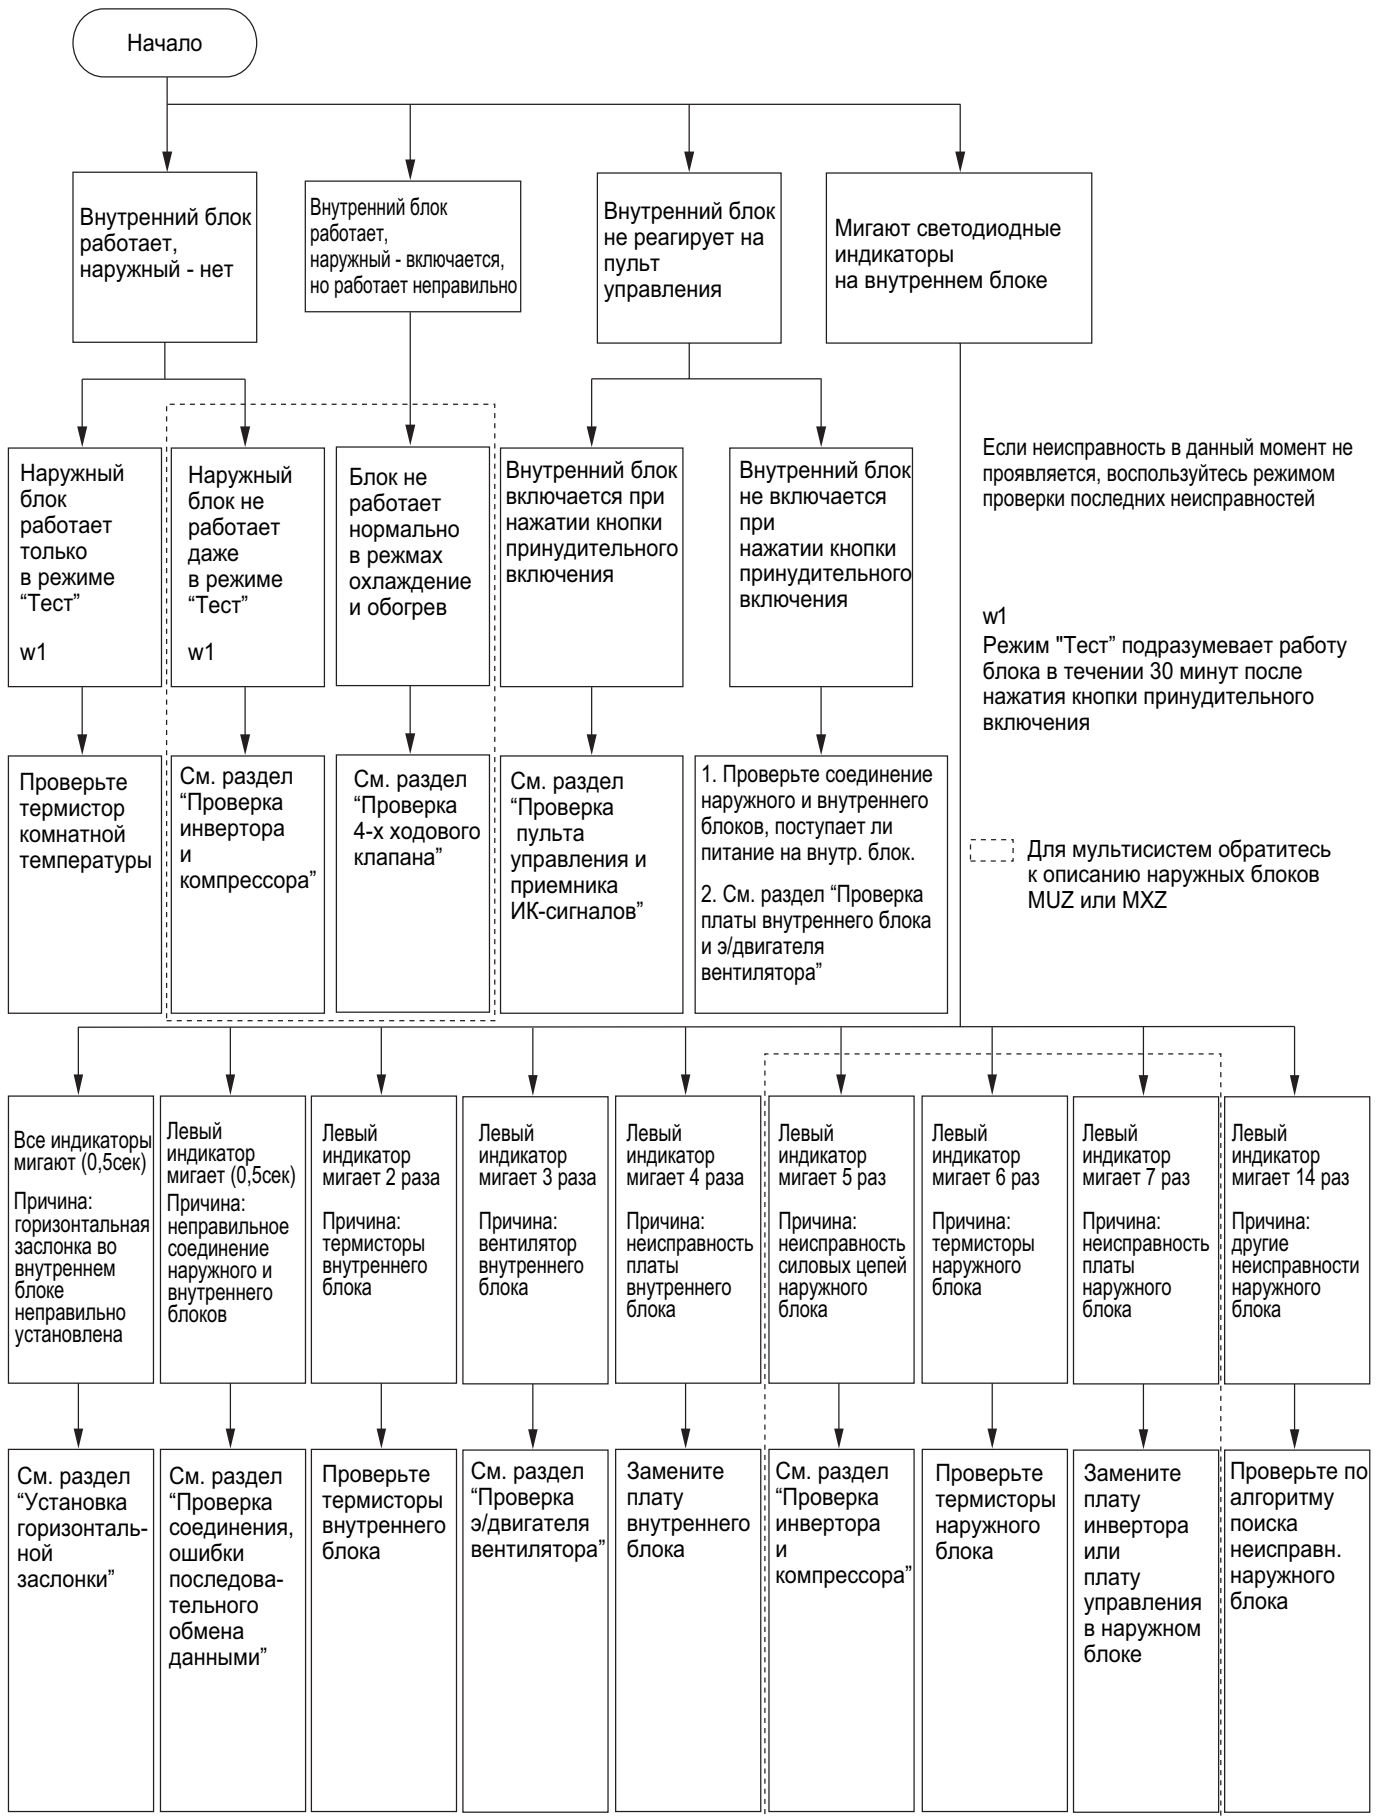 Начало
Внутренний блок
работает,
наружный - нет
Внутренний блок
работает,
наружный - включается,
но работает неправильно
Внутренний блок
не реагирует на
пульт
управления
Мигают светодиодные
индикаторы
на внутреннем блоке
Наружный
блок
работает
только
в режиме
“Тест”
w1
Наружный
блок не
работает
даже
в режиме
“Тест”
w1
Блок не
работает
нормально
в режмах
охлаждение
и обогрев
Внутренний блок
включается при
нажатии кнопки
принудительного
включения
Внутренний блок
не включается
при
нажатии кнопки
принудительного
включения
Если неисправность в данный момент не
проявляется, воспользуйтесь режимом
проверки последних неисправностей
w1
Режим "Тест” подразумевает работу
блока в течении 30 минут после
нажатия кнопки принудительного
включения
Проверьте
термистор
комнатной
температуры
См. раздел
“Проверка
инвертора
и
компрессора”
См. раздел
“Проверка
4-х ходового
клапана”
См. раздел
“Проверка
пульта
управления и
приемника
ИК-сигналов”
1. Проверьте соединение
наружного и внутреннего
блоков, поступает ли
питание на внутр. блок.
2. См. раздел “Проверка
платы внутреннего блока
и э/двигателя
вентилятора”
Для мультисистем обратитесь
к описанию наружных блоков
MUZ или MXZ
Все индикаторы
мигают (0,5сек)
Причина:
горизонтальная
заслонка во
внутреннем
блоке
неправильно
установлена
Левый
индикатор
мигает (0,5сек)
Причина:
неправильное
соединение
наружного и
внутреннего
блоков
Левый
индикатор
мигает 2 раза
Причина:
термисторы
внутреннего
блока
Левый
индикатор
мигает 3 раза
Причина:
вентилятор
внутреннего
блока
Левый
индикатор
мигает 4 раза
Причина:
неисправность
платы
внутреннего
блока
Левый
индикатор
мигает 5 раз
Причина:
неисправность
силовых цепей
наружного
блока
Левый
индикатор
мигает 6 раз
Причина:
термисторы
наружного
блока
Левый
индикатор
мигает 7 раз
Причина:
неисправность
платы
наружного
блока
Левый
индикатор
мигает 14 раз
Причина:
другие
неисправности
наружного
блока
См. раздел
“Установка
горизонталь-
ной
заслонки”
См. раздел
“Проверка
соединения,
ошибки
последова-
тельного
обмена
данными”
Проверьте
термисторы
внутреннего
блока
См. раздел
“Проверка
э/двигателя
вентилятора”
Замените
плату
внутреннего
блока
См. раздел
“Проверка
инвертора
и
компрессора”
Проверьте
термисторы
наружного
блока
Замените
плату
инвертора
или
плату
управления
в наружном
блоке
Проверьте по
алгоритму
поиска
неисправн.
наружного
блока